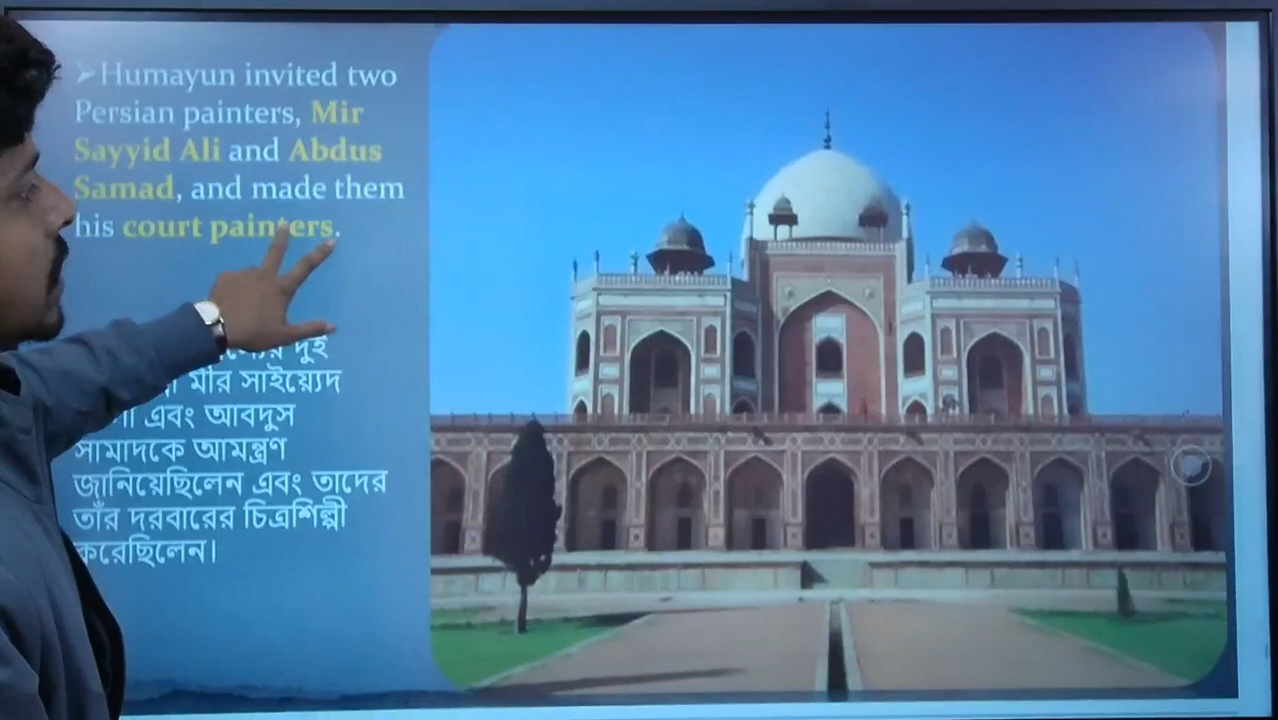 ➢Humayun invited two
Persian painters, Mir
Sayyid Ali and Abdus
Samad, and made them
his court painters.
দুই
মীর সাইয়্যেদ
এবং আবদুস
সামাদকে আমন্ত্রণ
জানিয়েছিলেন এবং তাদের
তাঁর দরবারের চিত্রশিল্পী
করেছিলেন।